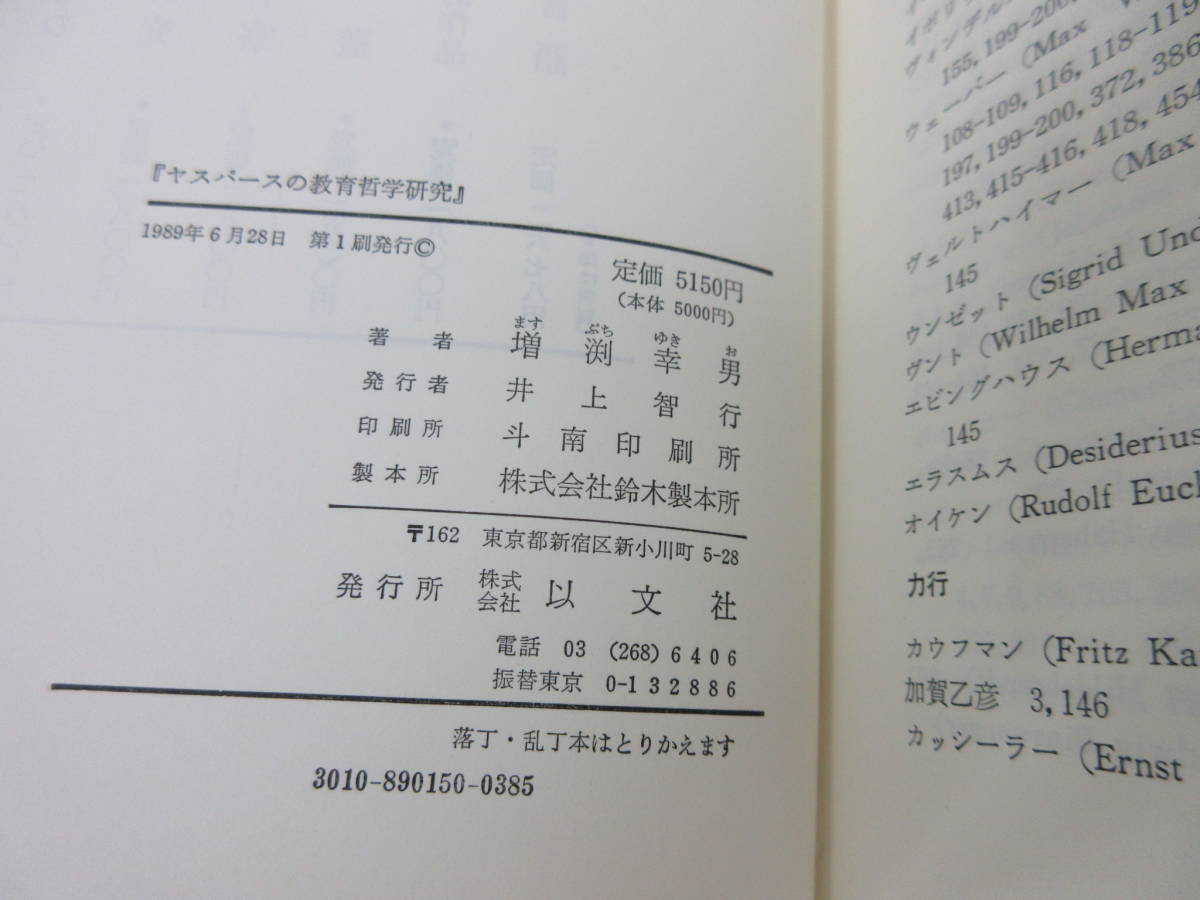 『ヤスパースの教育哲学研究』
1989年6月28日 第1刷発行©
定価 5150円
（本体 5000円）
著者 増渕幸男
ます ぶち ゆき お
発行者 井上智行
印刷所 斗南印刷所
製本所 株式会社鈴木製本所
〒162 東京都新宿区新小川町 5-28
発行所 株式会社 以文社
電話 03 (268) 6406
振替東京 0-132886
落丁・乱丁本はとりかえます
3010-890150-0385
155, 199-200,
ウェーバー (Max
108-109, 116, 118-119
197, 199-200, 372, 386
413, 415-416, 418, 454
ヴェルトハイマー (Max
145
ウンゼット (Sigrid Und
ヴント (Wilhelm Max
エビングハウス (Herma
145
エラスムス (Desiderius
オイケン (Rudolf Euc
カ行
カウフマン (Fritz Ka
加賀乙彦 3, 146
カッシーラー (Ernst